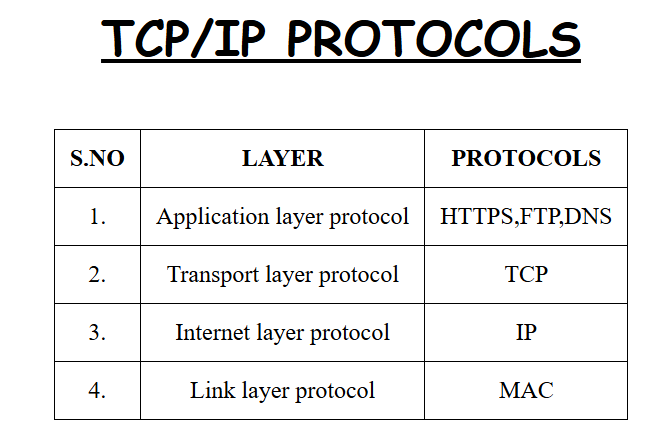 TCP/IP PROTOCOLS
S.NO LAYER PROTOCOLS
1. Application layer protocol HTTPS,FTP,DNS
2. Transport layer protocol TCP
3. Internet layer protocol IP
4. Link layer protocol MAC